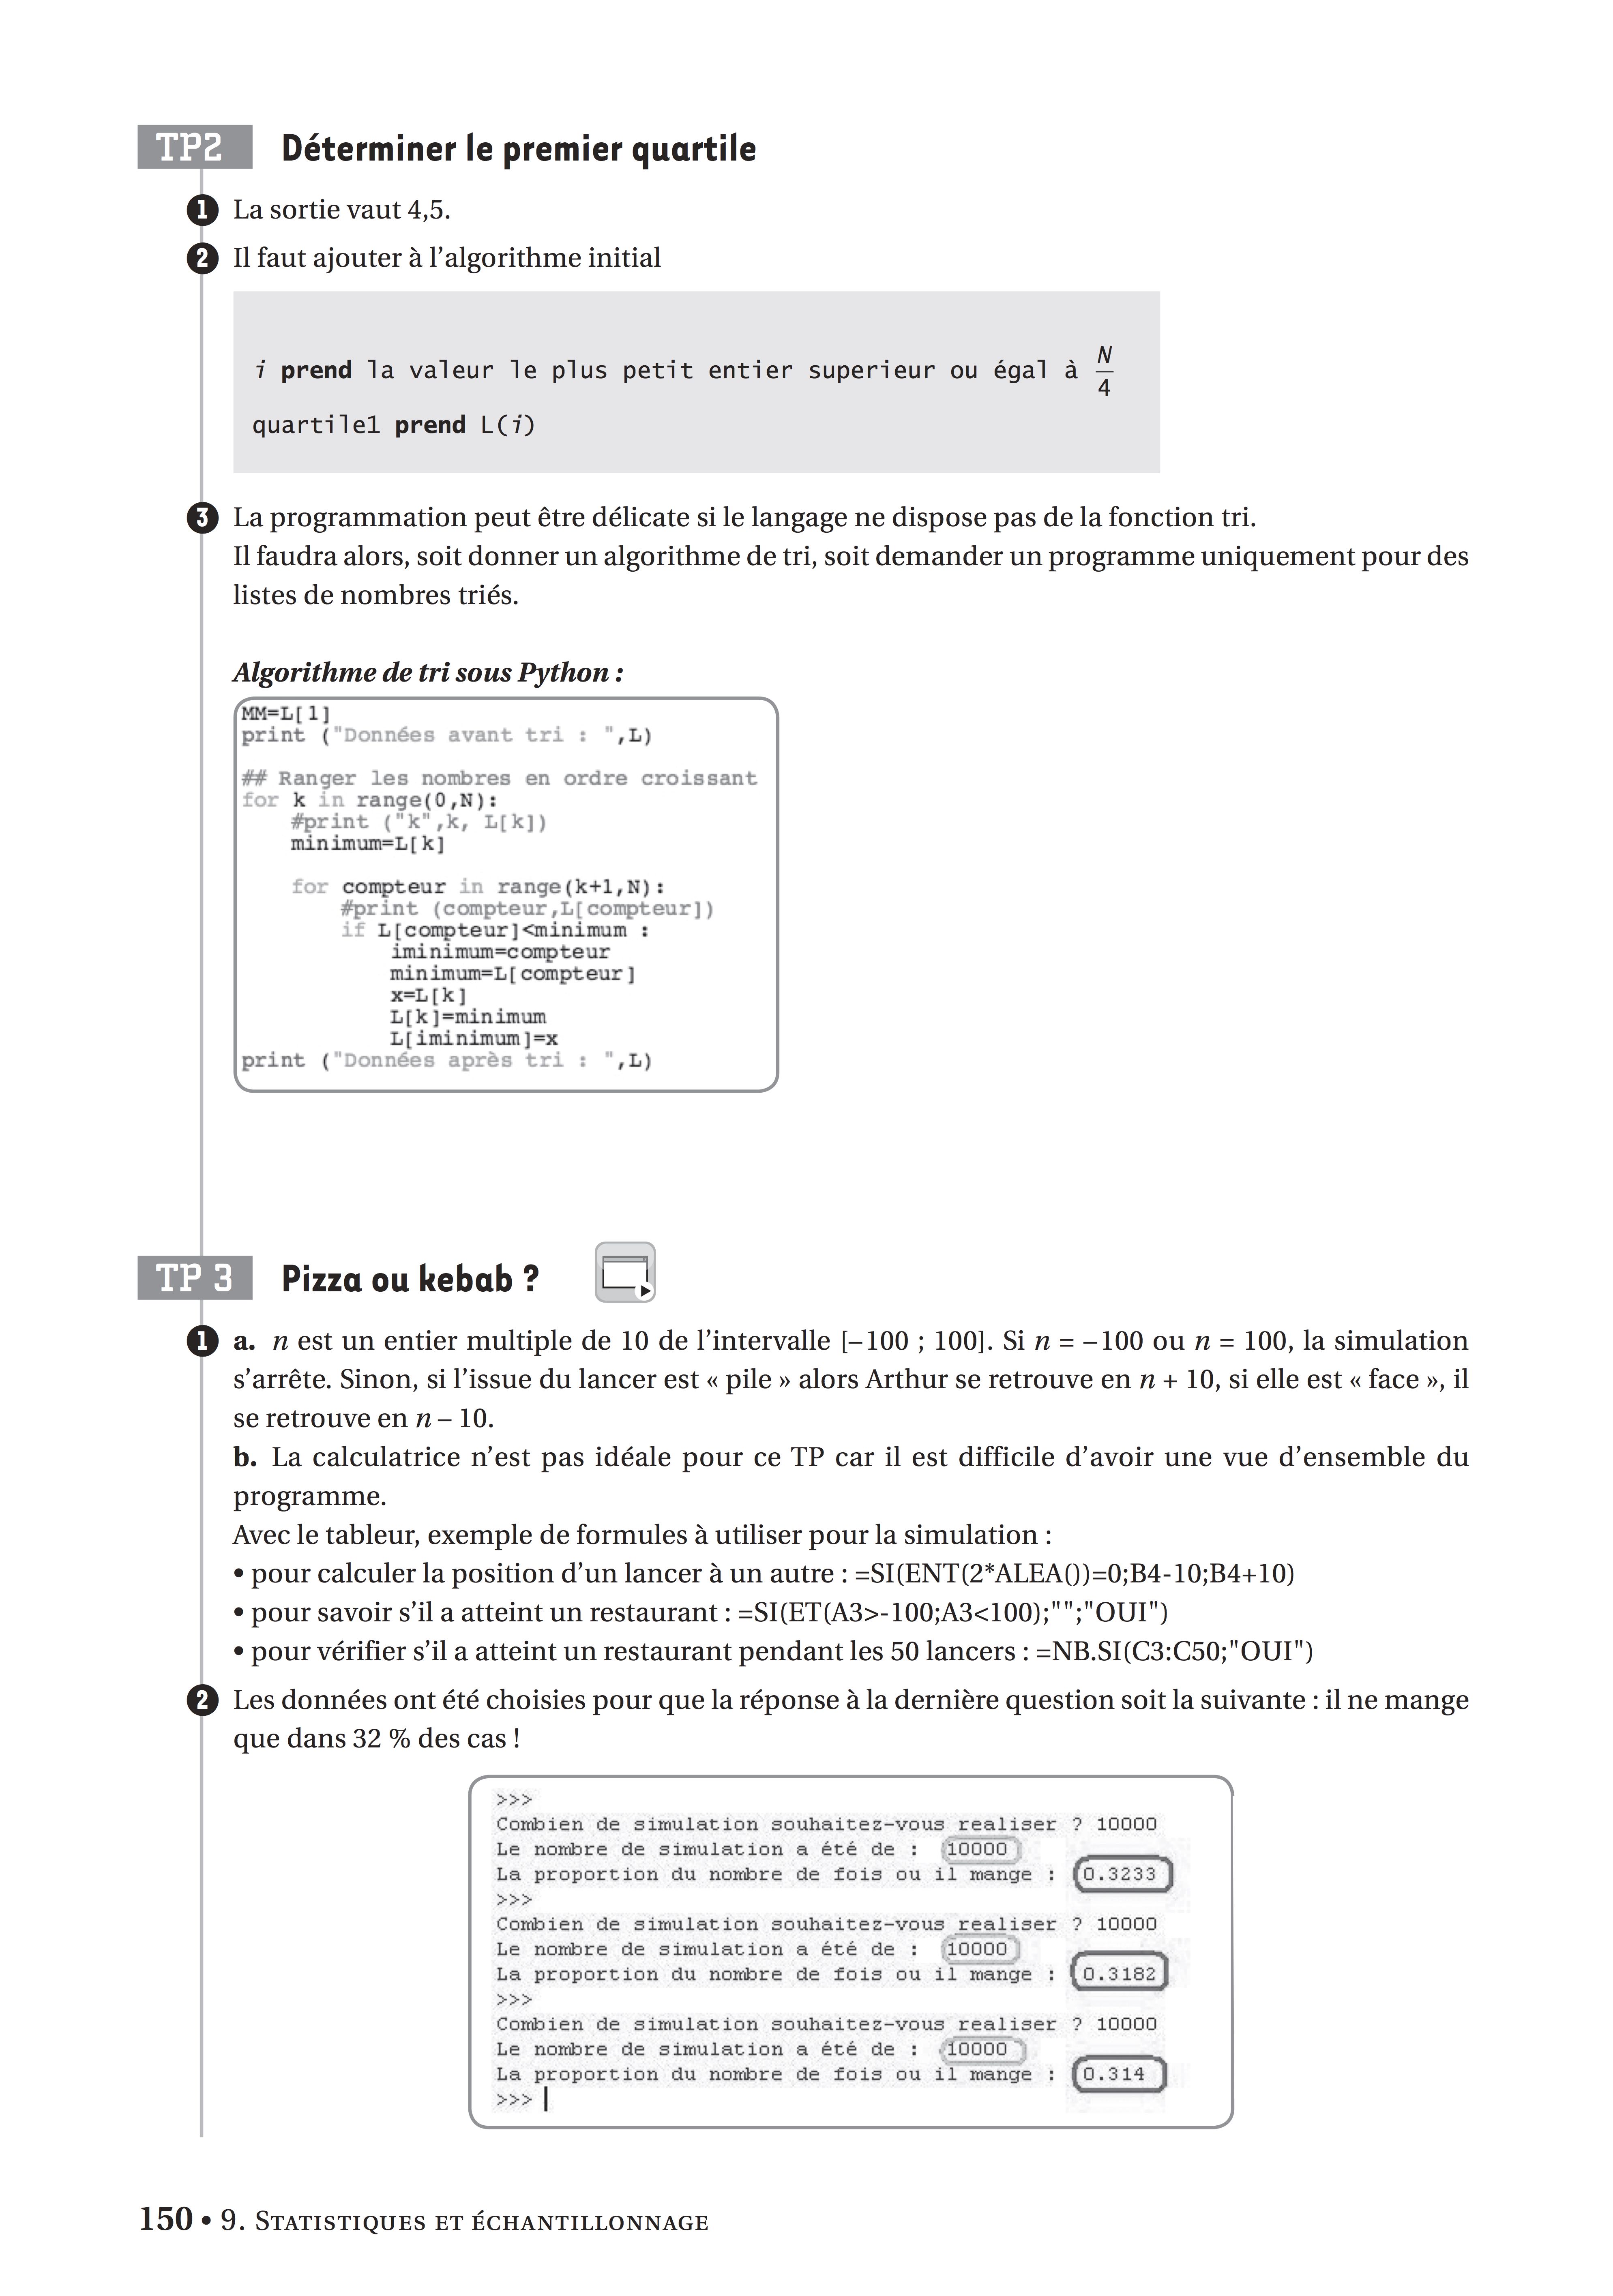 TP2 Déterminer le premier quartile
1 La sortie vaut 4,5.
2 Il faut ajouter à l’algorithme initial
i prend la valeur le plus petit entier superieur ou égal à N/4
quartile1 prend L(i)
3 La programmation peut être délicate si le langage ne dispose pas de la fonction tri.
Il faudra alors, soit donner un algorithme de tri, soit demander un programme uniquement pour des
listes de nombres triés.
Algorithme de tri sous Python :
MM=L[1]
print ("Données avant tri : ",L)
## Ranger les nombres en ordre croissant
for k in range(0,N):
    #print ("k",k, L[k])
    minimum=L[k]
    for compteur in range(k+1,N):
        #print (compteur,L[compteur])
        if L[compteur]<minimum :
            iminimum=compteur
            minimum=L[compteur]
            x=L[k]
            L[k]=minimum
            L[iminimum]=x
print ("Données après tri : ",L)
TP 3 Pizza ou kebab ?
1 a. n est un entier multiple de 10 de l’intervalle [–100 ; 100]. Si n = –100 ou n = 100, la simulation
s’arrête. Sinon, si l’issue du lancer est « pile » alors Arthur se retrouve en n + 10, si elle est « face », il
se retrouve en n – 10.
b. La calculatrice n’est pas idéale pour ce TP car il est difficile d’avoir une vue d’ensemble du
programme.
Avec le tableur, exemple de formules à utiliser pour la simulation :
• pour calculer la position d’un lancer à un autre : =SI(ENT(2*ALEA())=0;B4-10;B4+10)
• pour savoir s’il a atteint un restaurant : =SI(ET(A3>-100;A3<100);"";"OUI")
• pour vérifier s’il a atteint un restaurant pendant les 50 lancers : =NB.SI(C3:C50;"OUI")
2 Les données ont été choisies pour que la réponse à la dernière question soit la suivante : il ne mange
que dans 32 % des cas !
>>>
Combien de simulation souhaitez-vous realiser ? 10000
Le nombre de simulation a été de : 10000
La proportion du nombre de fois ou il mange : 0.3233
>>>
Combien de simulation souhaitez-vous realiser ? 10000
Le nombre de simulation a été de : 10000
La proportion du nombre de fois ou il mange : 0.3182
>>>
Combien de simulation souhaitez-vous realiser ? 10000
Le nombre de simulation a été de : 10000
La proportion du nombre de fois ou il mange : 0.314
>>>
150 • 9. Statistiques et échantillonnage